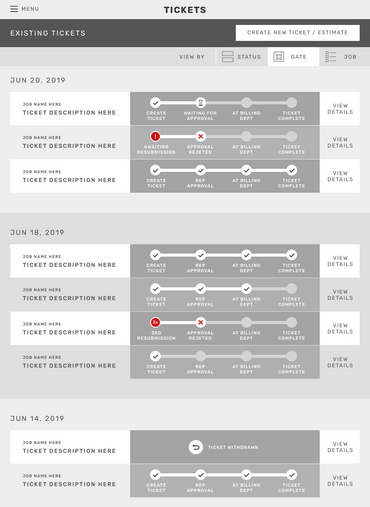 MENU
TICKETS
EXISTING TICKETS
CREATE NEW TICKET / ESTIMATE
VIEW BY
STATUS
DATE
JOB
JUN 20, 2019
JOB NAME HERE
TICKET DESCRIPTION HERE
CREATE TICKET
WAITING FOR APPROVAL
AT BILLING DEPT
TICKET COMPLETE
VIEW DETAILS
JOB NAME HERE
TICKET DESCRIPTION HERE
!
AWAITING RESUBMISSION
APPROVAL REJETED
AT BILLING DEPT
TICKET COMPLETE
VIEW DETAILS
JOB NAME HERE
TICKET DESCRIPTION HERE
CREATE TICKET
REP APPROVAL
AT BILLING DEPT
TICKET COMPLETE
VIEW DETAILS
JUN 18, 2019
JOB NAME HERE
TICKET DESCRIPTION HERE
CREATE TICKET
REP APPROVAL
AT BILLING DEPT
TICKET COMPLETE
VIEW DETAILS
JOB NAME HERE
TICKET DESCRIPTION HERE
CREATE TICKET
REP APPROVAL
AT BILLING DEPT
TICKET COMPLETE
VIEW DETAILS
JOB NAME HERE
TICKET DESCRIPTION HERE
3RD RESUBMISSION
APPROVAL REJETED
AT BILLING DEPT
TICKET COMPLETE
VIEW DETAILS
JOB NAME HERE
TICKET DESCRIPTION HERE
CREATE TICKET
REP APPROVAL
AT BILLING DEPT
TICKET COMPLETE
VIEW DETAILS
JUN 14, 2019
JOB NAME HERE
TICKET DESCRIPTION HERE
TICKET WITHDRAWN
VIEW DETAILS
JOB NAME HERE
TICKET DESCRIPTION HERE
CREATE TICKET
REP APPROVAL
AT BILLING DEPT
TICKET COMPLETE
VIEW DETAILS